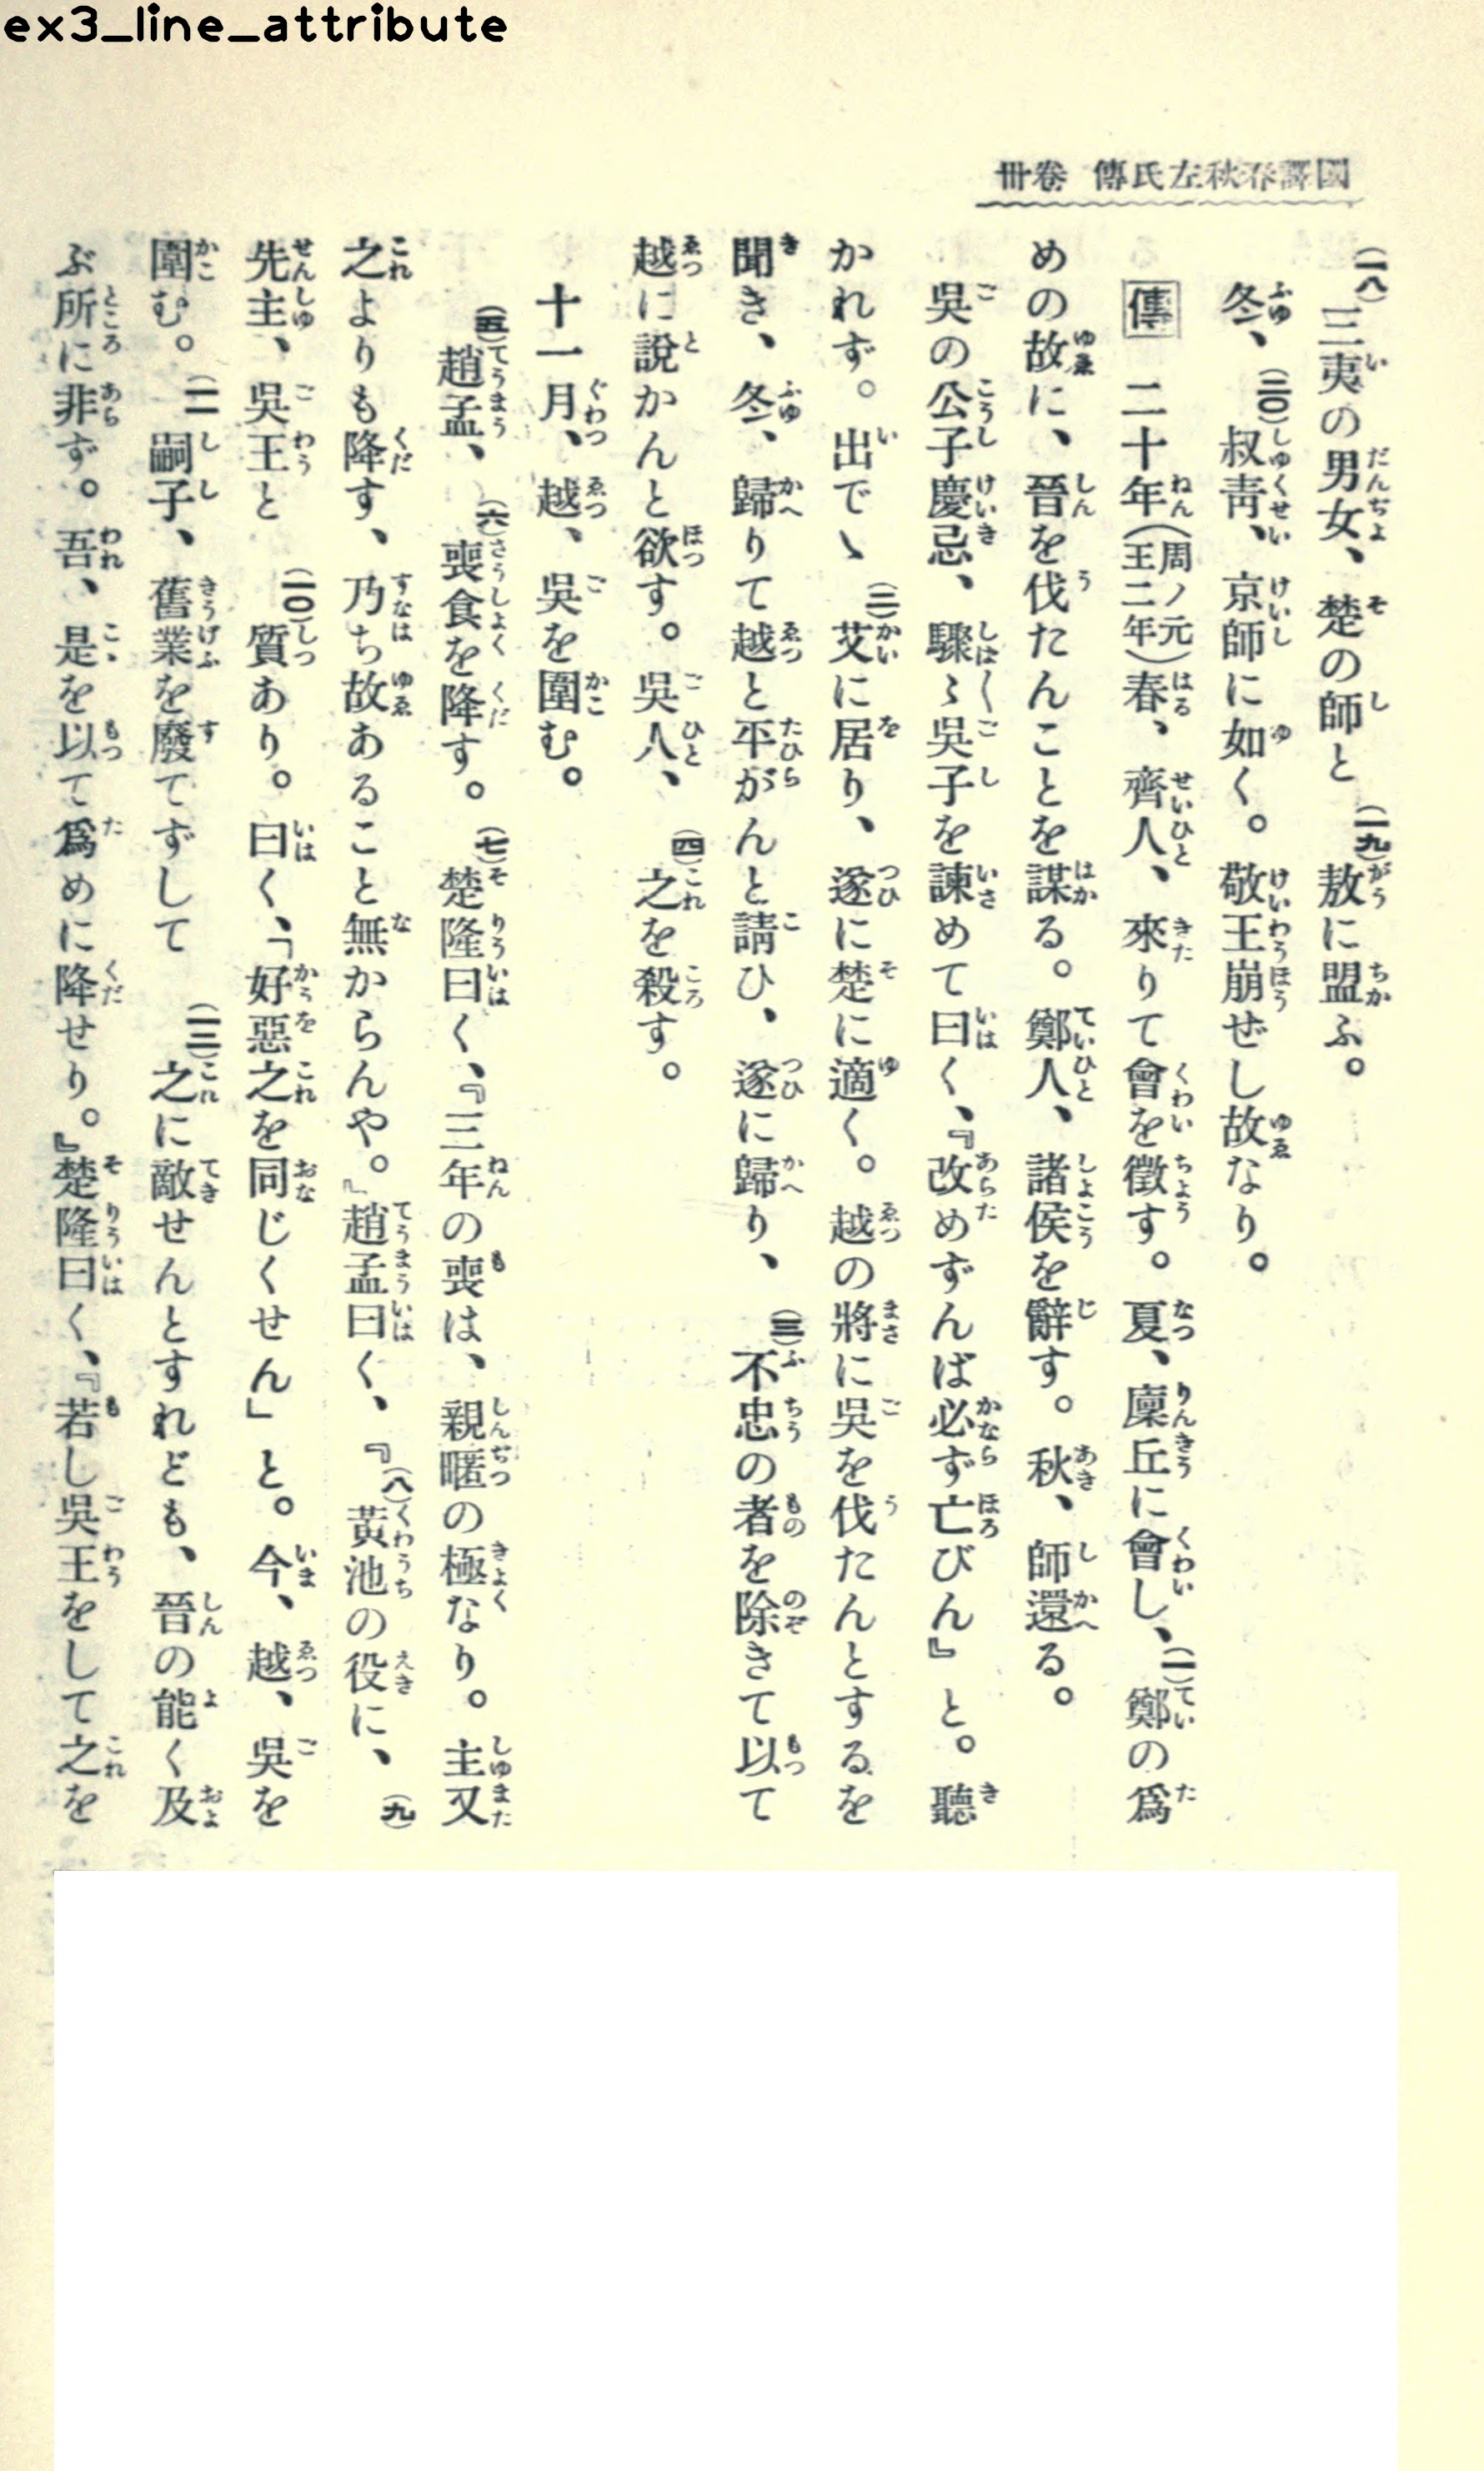 ex3_line_attribute
國譯春秋左氏傳 卷卌
(一八)三夷の男女、楚の師と(一九)敖に盟ふ。
冬、(二〇)叔靑、京師に如く。敬王崩ぜし故なり。
傳 二十年(周ノ元王二年)春、齊人、來りて會を徵す。夏、廩丘に會し、(一)鄭の爲
めの故に、晉を伐たんことを謀る。鄭人、諸侯を辭す。秋、師還る。
吳の公子慶忌、驟〻吳子を諫めて曰く、『改めずんば必ず亡びん』と。聽
かれず。出でゝ(二)艾に居り、遂に楚に適く。越の將に吳を伐たんとするを
聞き、冬、歸りて越と平がんと請ひ、遂に歸り、(三)不忠の者を除きて以て
越に說かんと欲す。吳人、(四)之を殺す。
十一月、越、吳を圍む。
(五)趙孟、(六)喪食を降す。(七)楚隆曰く、『三年の喪は、親暱の極なり。主又
之よりも降す、乃ち故あること無からんや。』趙孟曰く、『(八)黃池の役に、(九)
先主、吳王と(一〇)質あり。曰く、「好惡之を同じくせん」と。今、越、吳を
圍む。(一一)嗣子、舊業を廢てずして(一二)之に敵せんとすれども、晉の能く及
ぶ所に非ず。吾、是を以て爲めに降せり。』楚隆曰く、『若し吳王をして之を